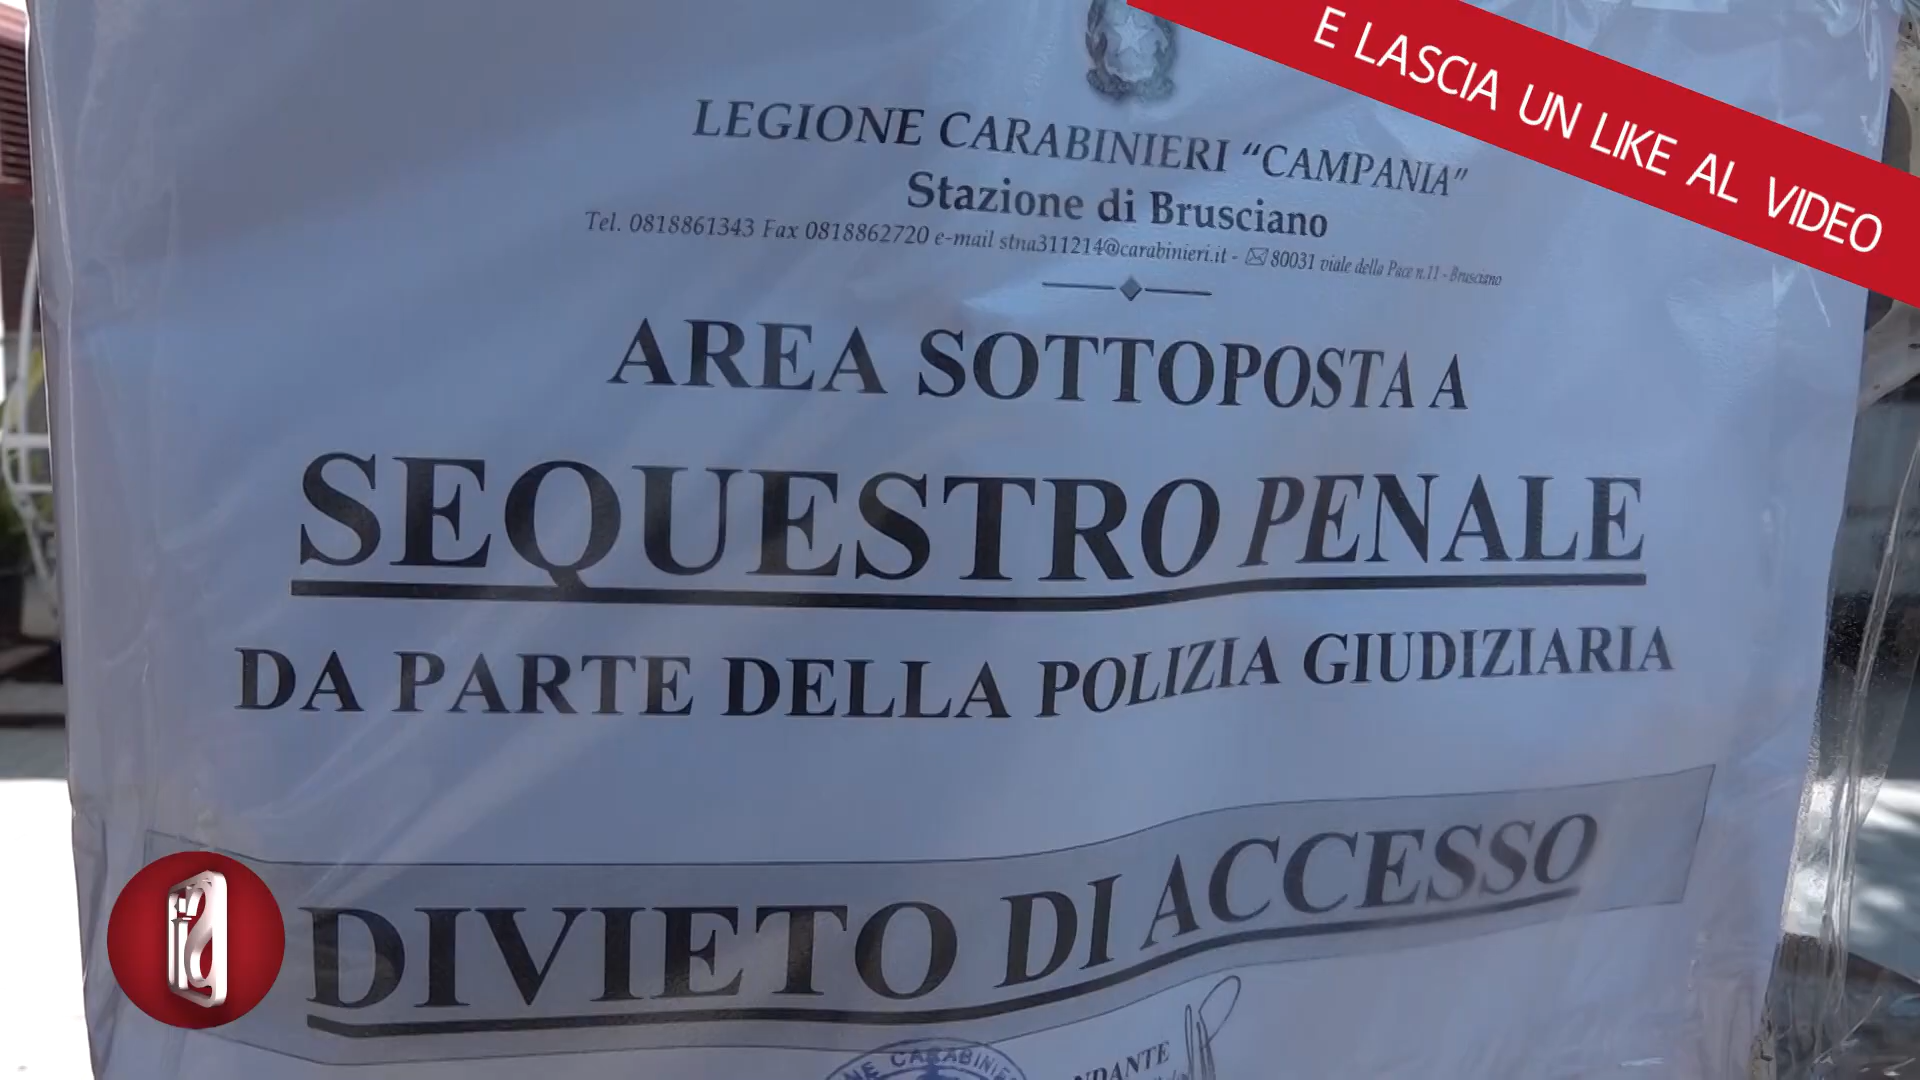 E LASCIA UN LIKE AL VIDEO
LEGIONE CARABINIERI “CAMPANIA”
Stazione di Brusciano
Tel. 0818861343 Fax 0818862720 e-mail stna311214@carabinieri.it - ✉ 80031 viale della Pace n.11 - Brusciano
AREA SOTTOPOSTA A
SEQUESTRO PENALE
DA PARTE DELLA POLIZIA GIUDIZIARIA
DIVIETO DI ACCESSO
CARABINIE